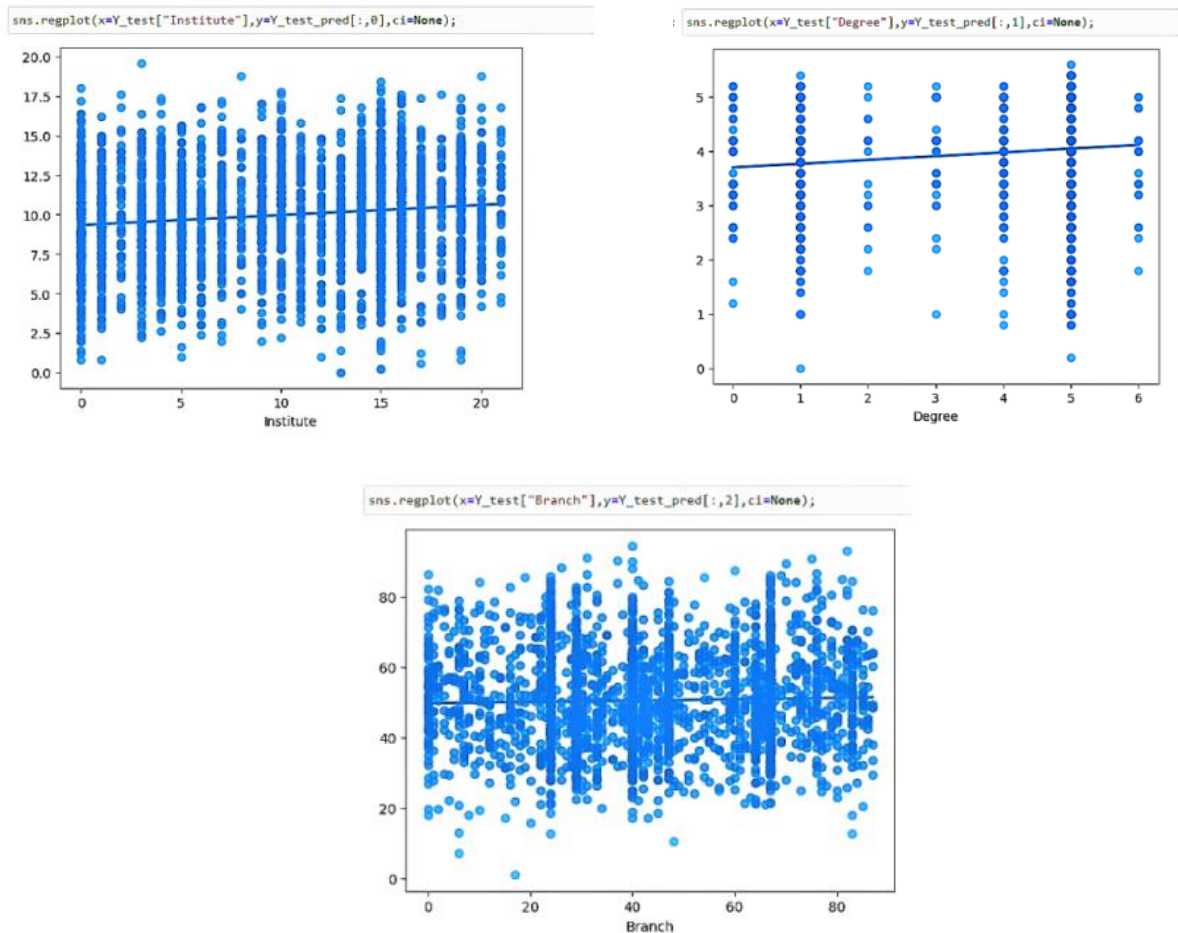 sns.regplot(x=Y_test["Institute"],y=Y_test_pred[:,0],ci=None);
20.0
17.5
15.0
12.5
10.0
7.5
5.0
2.5
0.0
0 5 10 15 20
Institute
: sns.regplot(x=Y_test["Degree"],y=Y_test_pred[:,1],ci=None);
5
4
3
2
1
0
0 1 2 3 4 5 6
Degree
sns.regplot(x=Y_test["Branch"],y=Y_test_pred[:,2],ci=None);
80
60
40
20
0
0 20 40 60 80
Branch